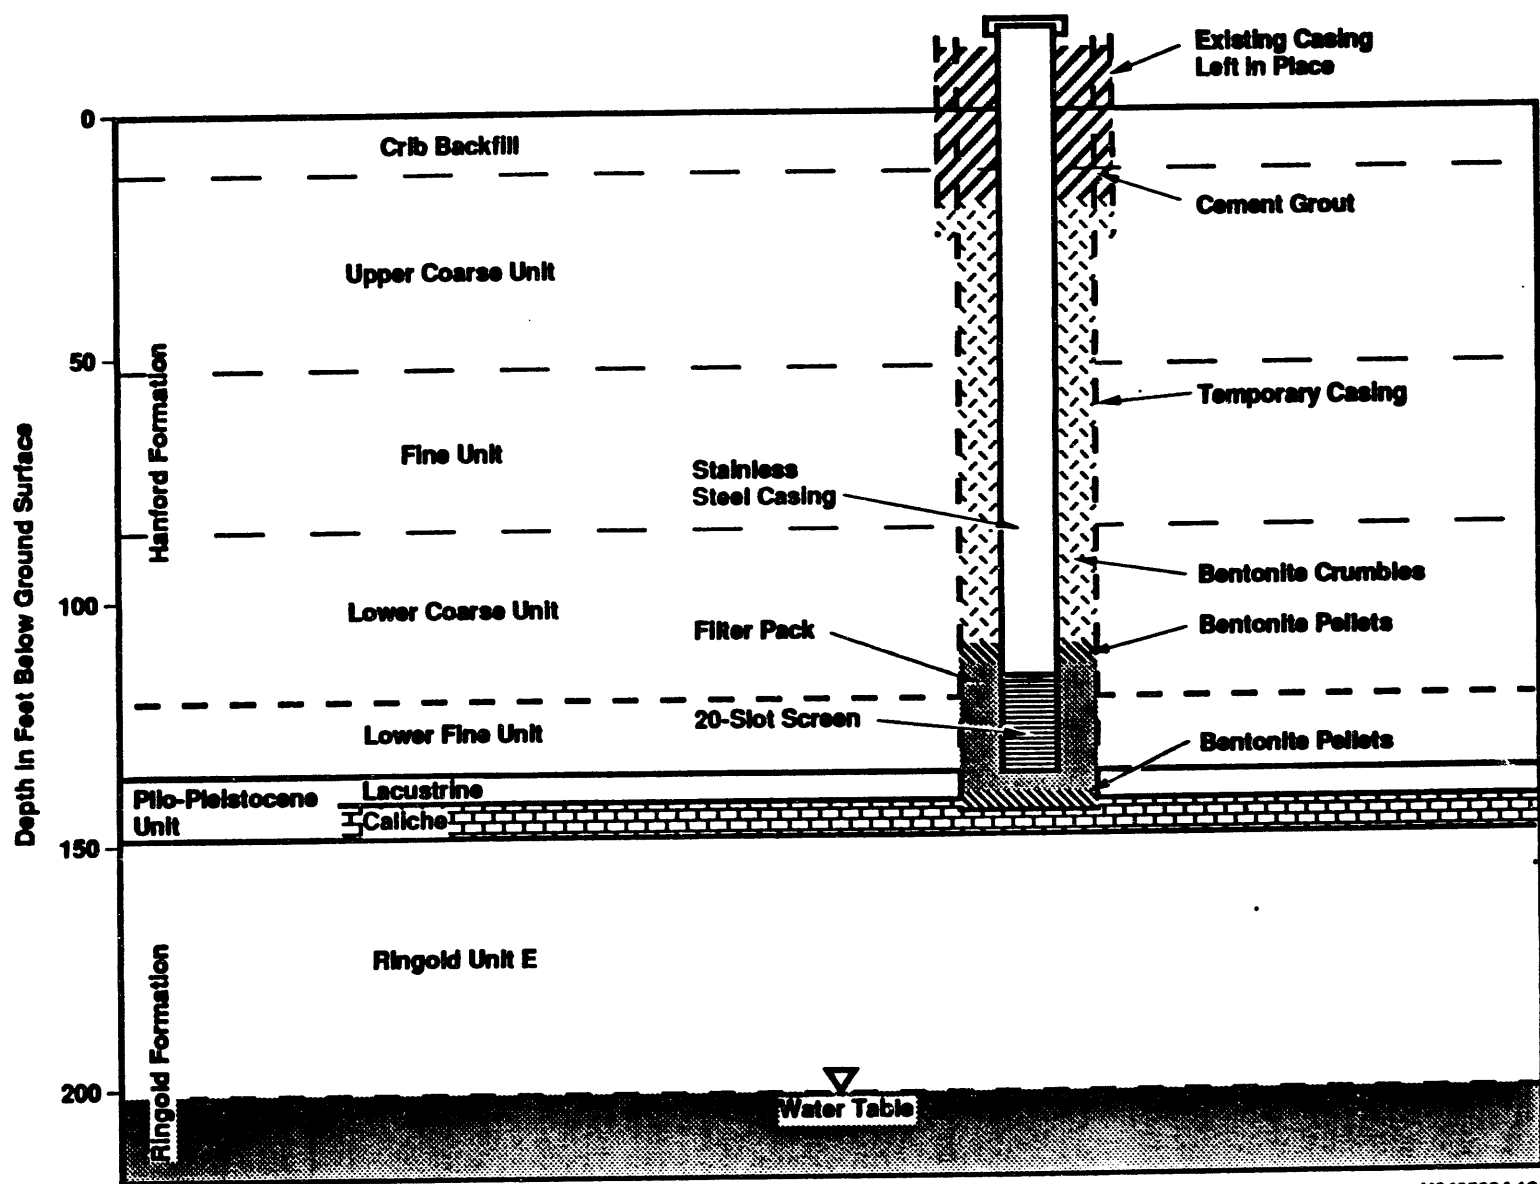 Existing Casing
Left in Place
0
Crib Backfill
Cement Grout
Upper Coarse Unit
50
Temporary Casing
Hanford Formation
Fine Unit
Stainless
Steel Casing
Depth in Feet Below Ground Surface
Bentonite Crumbles
100
Lower Coarse Unit
Filter Pack
Bentonite Pellets
20-Slot Screen
Lower Fine Unit
Bentonite Pellets
Plio-Pleistocene
Unit
Lacustrine
Caliche
150
Ringold Unit E
Ringold Formation
200
Water Table